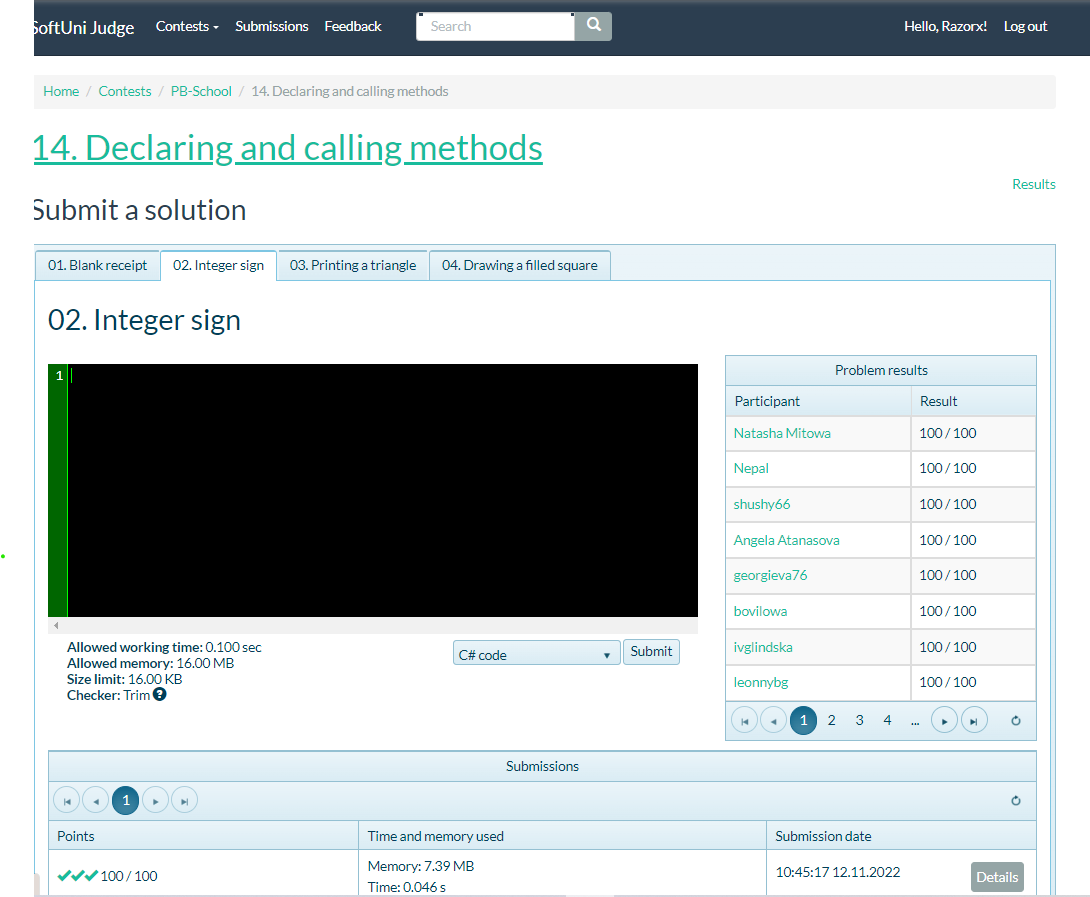 SoftUni Judge Contests Submissions Feedback Search Hello, Razorx! Log out
Home / Contests / PB-School / 14. Declaring and calling methods
14. Declaring and calling methods
Results
Submit a solution
01. Blank receipt 02. Integer sign 03. Printing a triangle 04. Drawing a filled square
02. Integer sign
1
Allowed working time: 0.100 sec
Allowed memory: 16.00 MB
Size limit: 16.00 KB
Checker: Trim ?
C# code Submit
Problem results
Participant Result
Natasha Mitowa 100 / 100
Nepal 100 / 100
shushy66 100 / 100
Angela Atanasova 100 / 100
georgieva76 100 / 100
bovilowa 100 / 100
ivglindska 100 / 100
leonnybg 100 / 100
1 2 3 4 ...
Submissions
1
Points Time and memory used Submission date
100 / 100 Memory: 7.39 MB 10:45:17 12.11.2022 Details
Time: 0.046 s